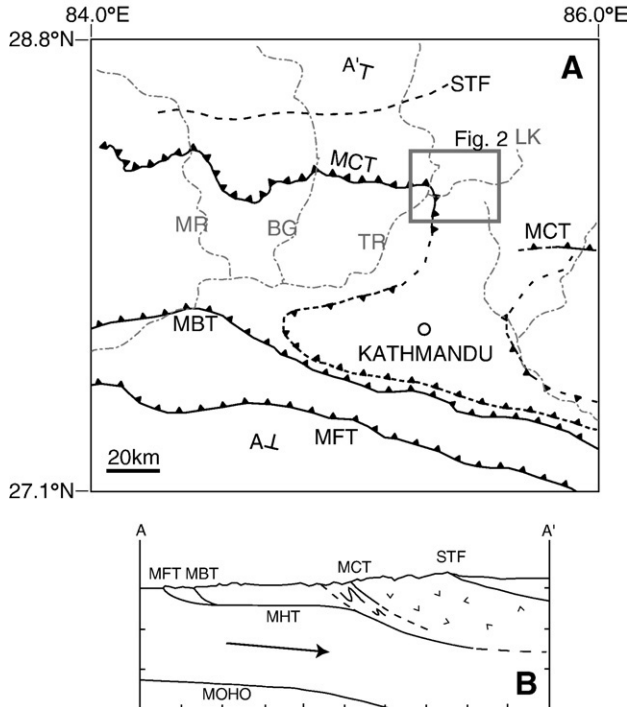 84.0°E 86.0°E
28.8°N
A
A'
STF
Fig. 2 LK
MCT
MR BG TR
MCT
MBT
KATHMANDU
A
MFT
20km
27.1°N
A A'
MFT MBT MCT STF
MHT
B
MOHO